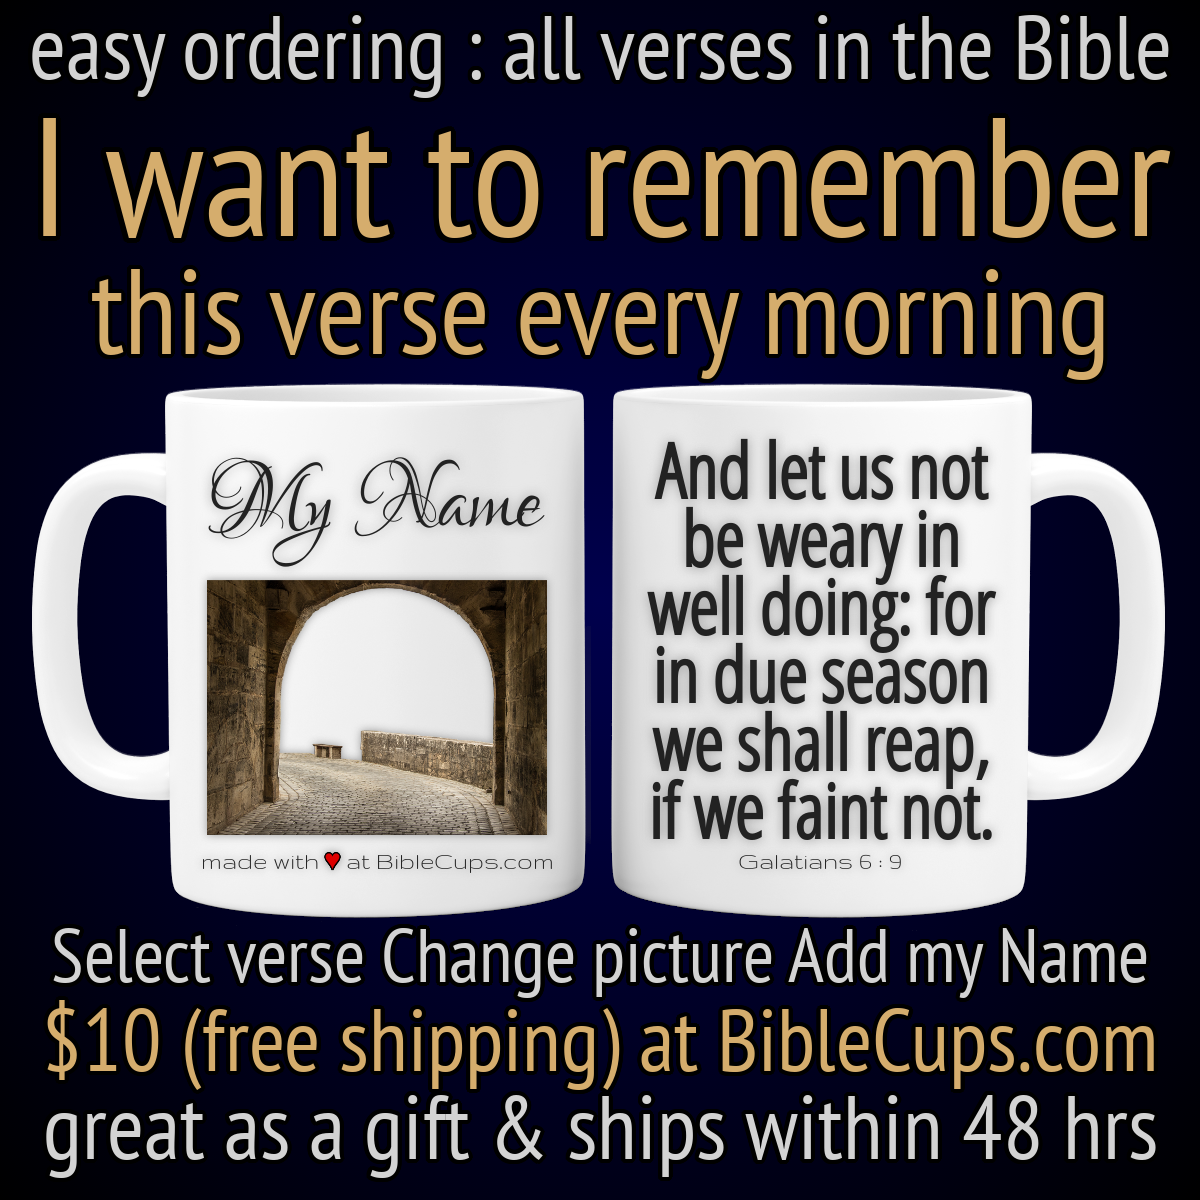 easy ordering : all verses in the Bible
I want to remember
this verse every morning
My Name
made with ♥ at BibleCups.com
And let us not
be weary in
well doing: for
in due season
we shall reap,
if we faint not.
Galatians 6 : 9
Select verse Change picture Add my Name
$10 (free shipping) at BibleCups.com
great as a gift & ships within 48 hrs